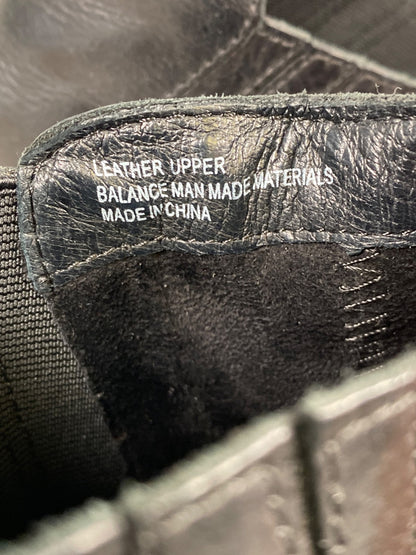 LEATHER UPPER
BALANCE MAN MADE MATERIALS
MADE IN CHINA